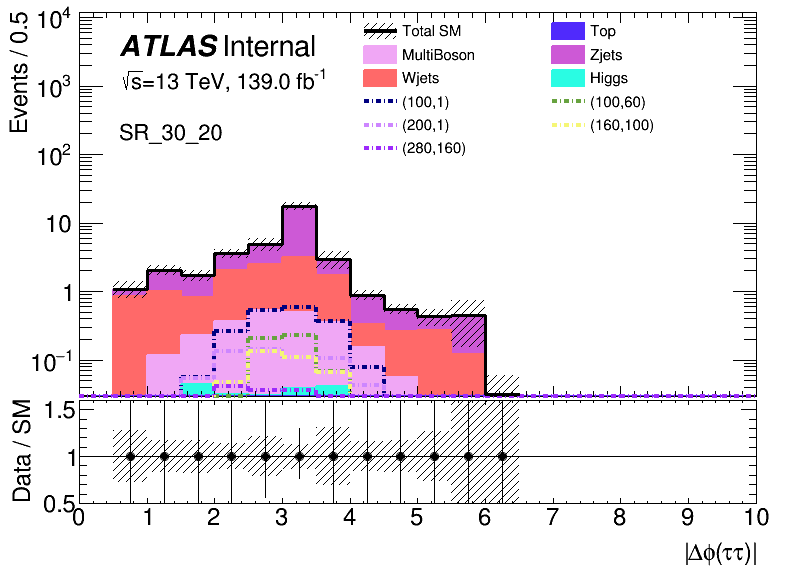 Events / 0.5
10⁴
10³
10²
10
1
10⁻¹
ATLAS Internal
√s=13 TeV, 139.0 fb⁻¹
SR_30_20
Total SM
Top
MultiBoson
Zjets
Wjets
Higgs
(100,1)
(100,60)
(200,1)
(160,100)
(280,160)
Data / SM
1.5
1
0.5
0 1 2 3 4 5 6 7 8 9 10
|Δϕ(ττ)|